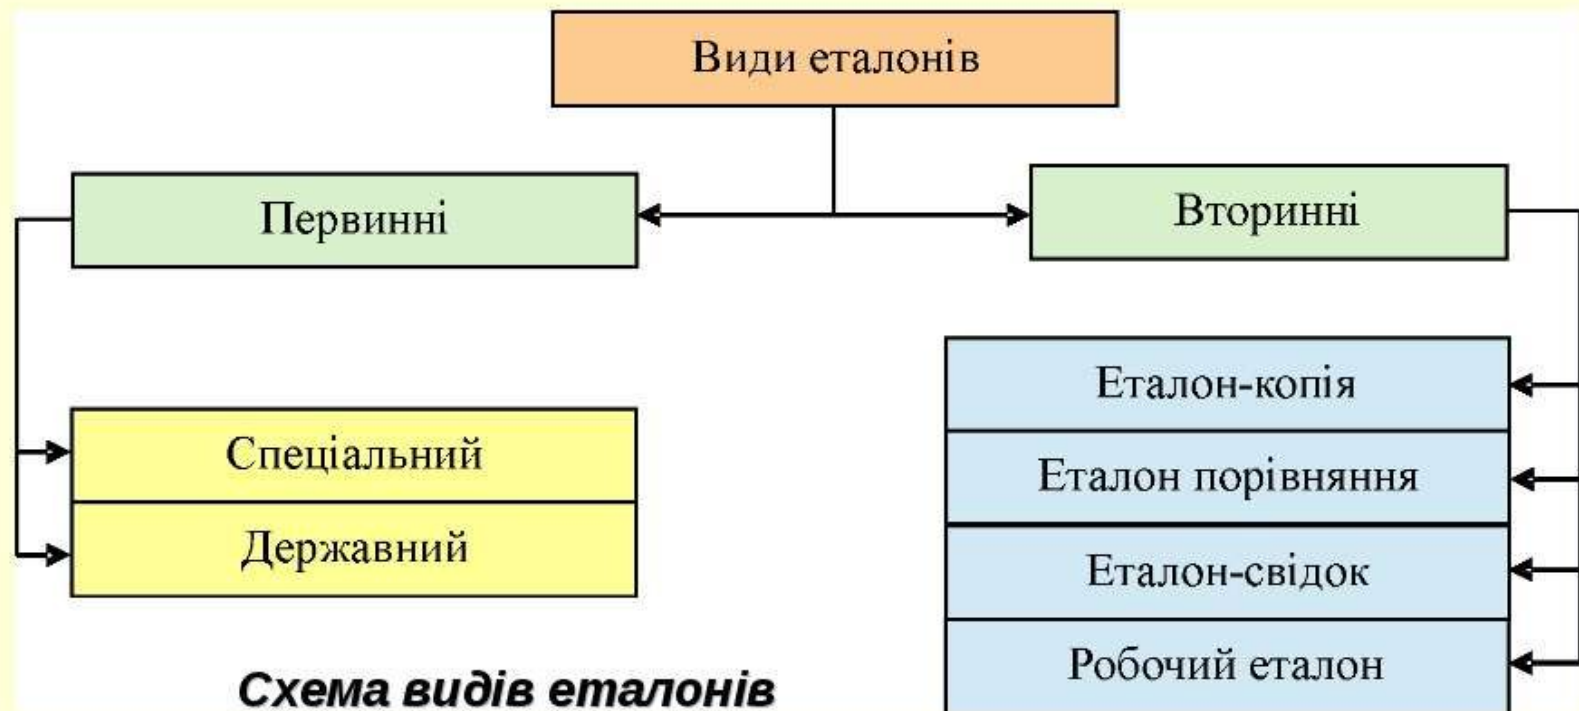 Види еталонів
Первинні
Вторинні
Спеціальний
Державний
Еталон-копія
Еталон порівняння
Еталон-свідок
Робочий еталон
Схема видів еталонів